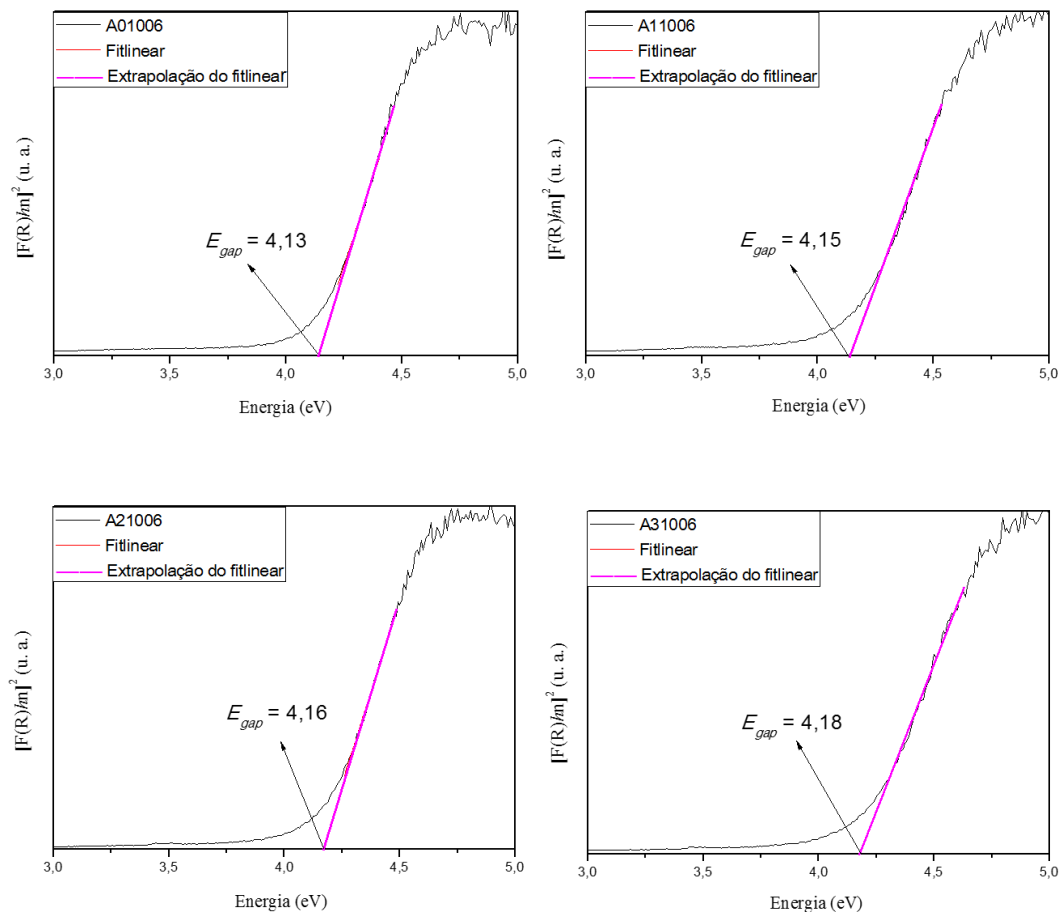 A01006
Fitlinear
Extrapolação do fitlinear
[F(R)hn]² (u. a.)
E_gap = 4,13
3,0 3,5 4,0 4,5 5,0
Energia (eV)
A11006
Fitlinear
Extrapolação do fitlinear
[F(R)hn]² (u. a.)
E_gap = 4,15
3,0 3,5 4,0 4,5 5,0
Energia (eV)
A21006
Fitlinear
Extrapolação do fitlinear
[F(R)hn]² (u. a.)
E_gap = 4,16
3,0 3,5 4,0 4,5 5,0
Energia (eV)
A31006
Fitlinear
Extrapolação do fitlinear
[F(R)hn]² (u. a.)
E_gap = 4,18
3,0 3,5 4,0 4,5 5,0
Energia (eV)